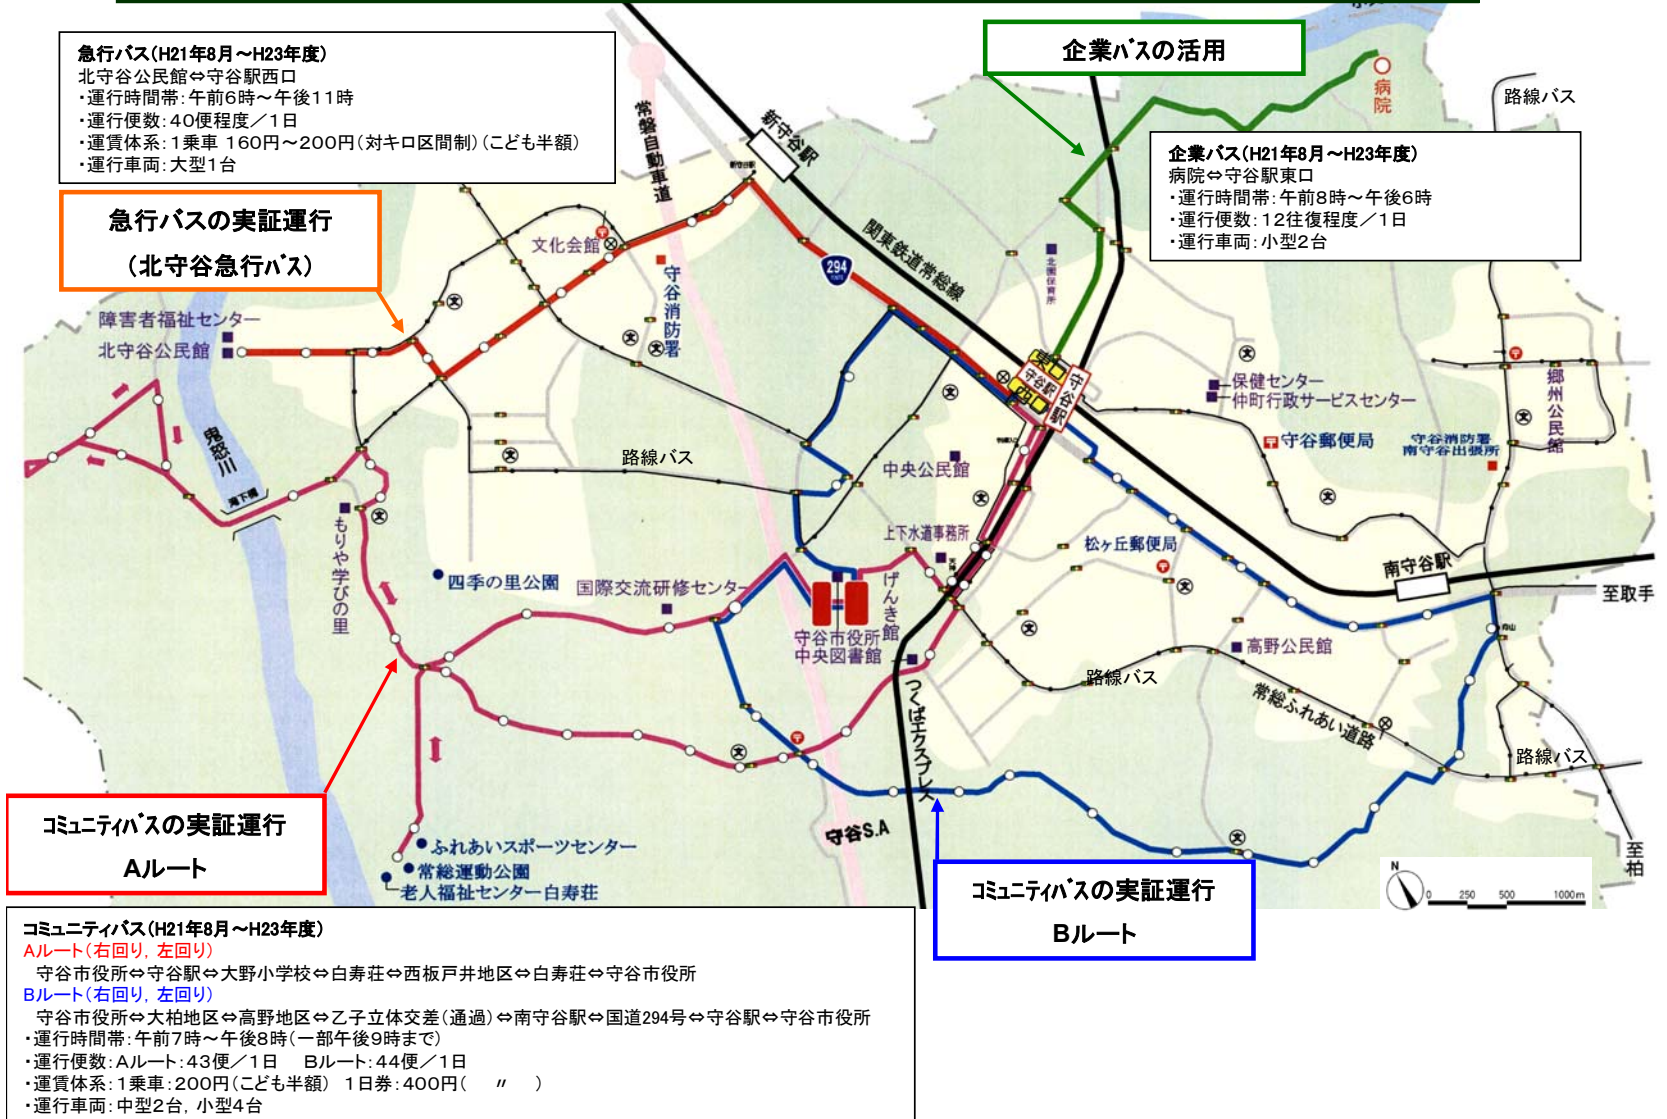 急行バス(H21年8月～H23年度)
北守谷公民館⇔守谷駅西口
・運行時間帯:午前6時～午後11時
・運行便数:40便程度／1日
・運賃体系:1乗車 160円～200円(対キロ区間制)(こども半額)
・運行車両:大型1台
急行バスの実証運行
(北守谷急行バス)
企業バスの活用
企業バス(H21年8月～H23年度)
病院⇔守谷駅東口
・運行時間帯:午前8時～午後6時
・運行便数:12往復程度／1日
・運行車両:小型2台
病院
路線バス
常磐自動車道
新守谷駅
新守谷駅
関東鉄道常総線
294
文化会館
守谷消防署
北園保育所
障害者福祉センター
北守谷公民館
東口
守谷駅
西口
守谷駅
保健センター
仲町行政サービスセンター
郷州公民館
守谷郵便局
守谷消防署
南守谷出張所
鬼怒川
滝下橋
路線バス
中央公民館
上下水道事務所
松ヶ丘郵便局
南守谷駅
至取手
もりや学びの里
四季の里公園
国際交流研修センター
げんき館
守谷市役所
中央図書館
高野公民館
路線バス
常総ふれあい道路
路線バス
つくばエクスプレス
守谷S.A
至柏
コミュニティバスの実証運行
Aルート
ふれあいスポーツセンター
常総運動公園
老人福祉センター白寿荘
コミュニティバスの実証運行
Bルート
N
0 250 500 1000m
コミュニティバス(H21年8月～H23年度)
Aルート(右回り, 左回り)
守谷市役所⇔守谷駅⇔大野小学校⇔白寿荘⇔西板戸井地区⇔白寿荘⇔守谷市役所
Bルート(右回り, 左回り)
守谷市役所⇔大柏地区⇔高野地区⇔乙子立体交差(通過)⇔南守谷駅⇔国道294号⇔守谷駅⇔守谷市役所
・運行時間帯:午前7時～午後8時(一部午後9時まで)
・運行便数:Aルート:43便／1日 Bルート:44便／1日
・運賃体系:1乗車:200円(こども半額) 1日券:400円( 〃 )
・運行車両:中型2台, 小型4台